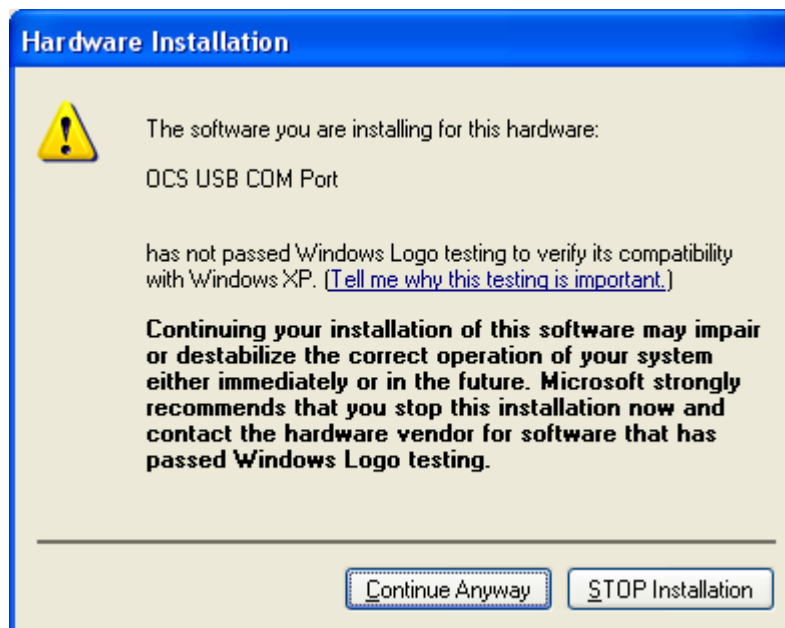 Hardware Installation
The software you are installing for this hardware:
OCS USB COM Port
has not passed Windows Logo testing to verify its compatibility
with Windows XP. (Tell me why this testing is important.)
Continuing your installation of this software may impair
or destabilize the correct operation of your system
either immediately or in the future. Microsoft strongly
recommends that you stop this installation now and
contact the hardware vendor for software that has
passed Windows Logo testing.
Continue Anyway
STOP Installation